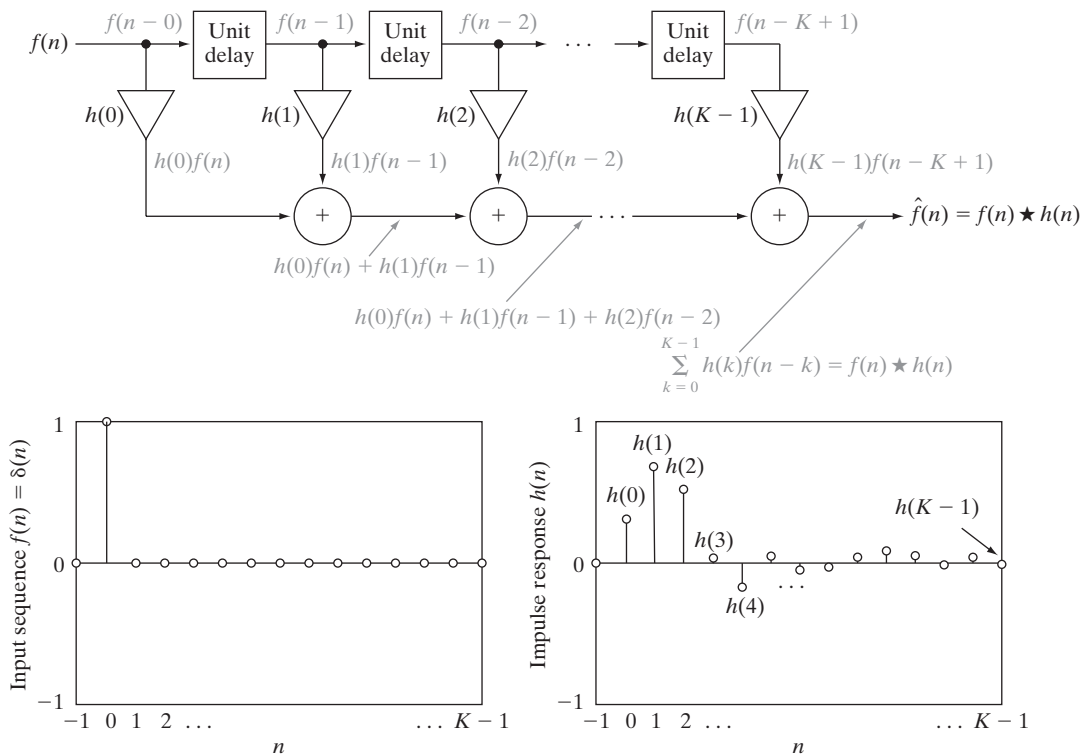 f(n − 0) Unit delay f(n − 1) Unit delay f(n − 2) Unit delay f(n − K + 1)
f(n) . . .
h(0) h(1) h(2) h(K − 1)
h(0)f(n) h(1)f(n − 1) h(2)f(n − 2) h(K − 1)f(n − K + 1)
+ + . . . + f̂(n) = f(n) ★ h(n)
h(0)f(n) + h(1)f(n − 1)
h(0)f(n) + h(1)f(n − 1) + h(2)f(n − 2)
K − 1
∑ h(k)f(n − k) = f(n) ★ h(n)
k = 0
Input sequence f(n) = δ(n)
1
0
−1
−1 0 1 2 . . . . . . K − 1
n
Impulse response h(n)
1
0
−1
h(0)
h(1)
h(2)
h(3)
h(4)
. . .
h(K − 1)
−1 0 1 2 . . . . . . K − 1
n